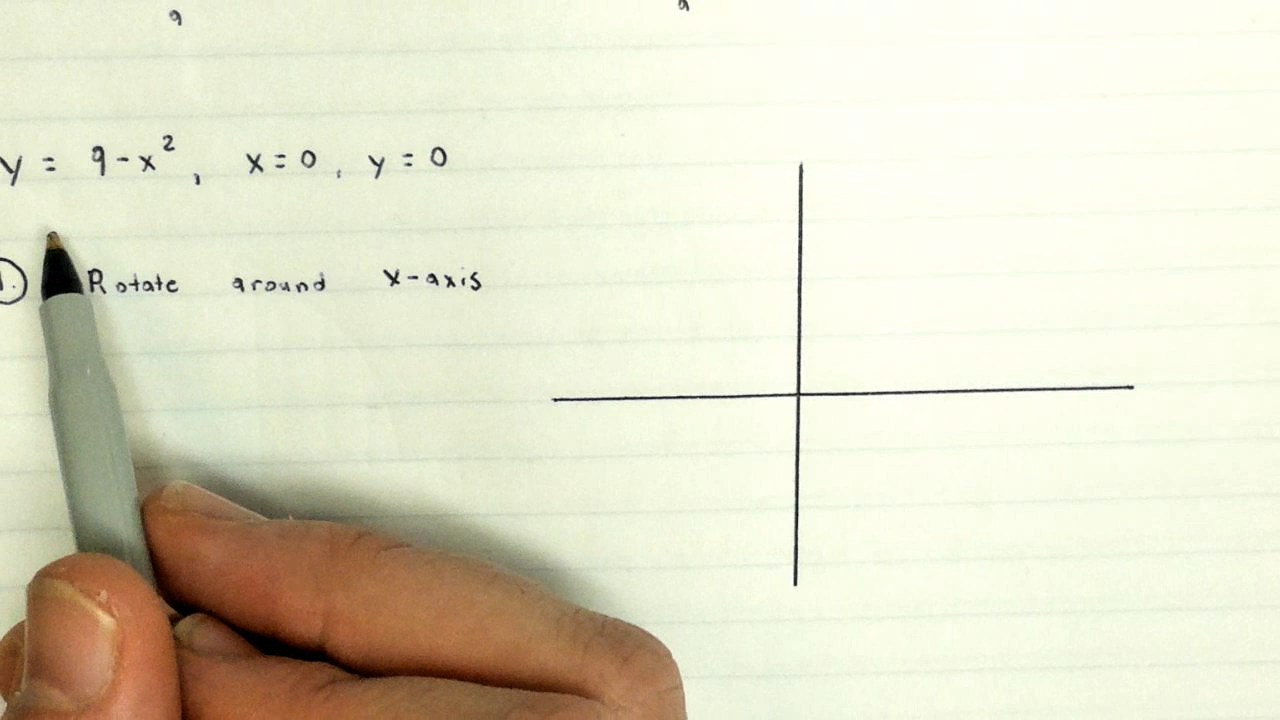 a a
y = 9-x², x=0, y=0
1. Rotate around x-axis